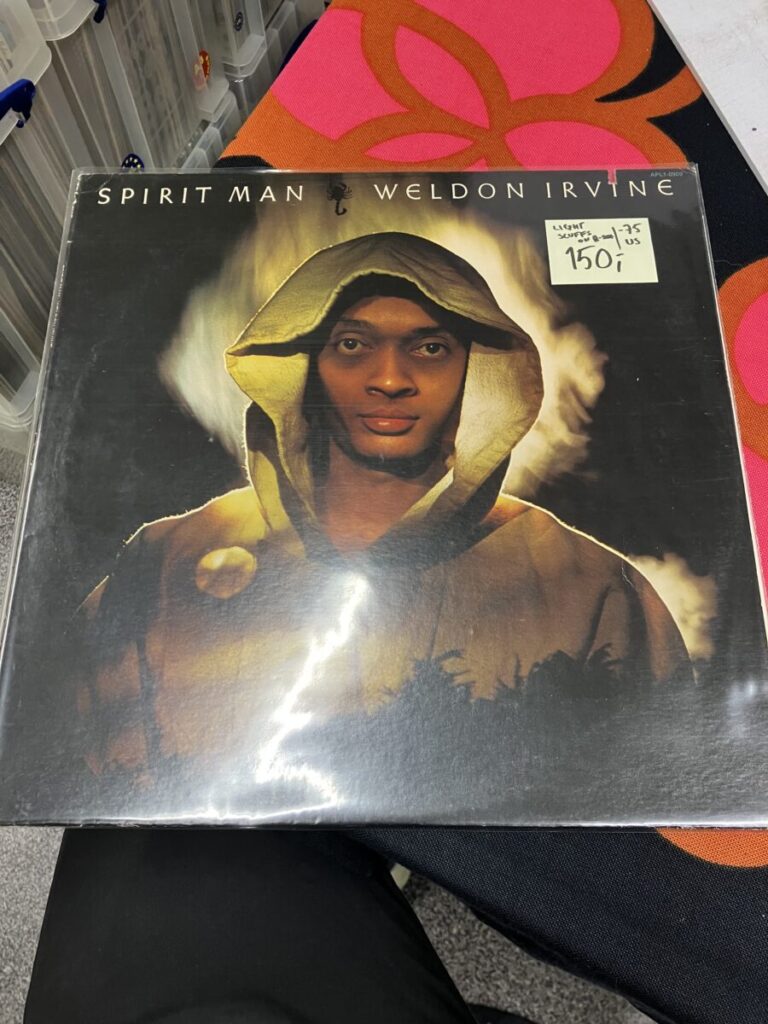 SPIRIT MAN WELDON IRVINE
APL1-0909
LIGHT -75
SCUFFS US
150,-